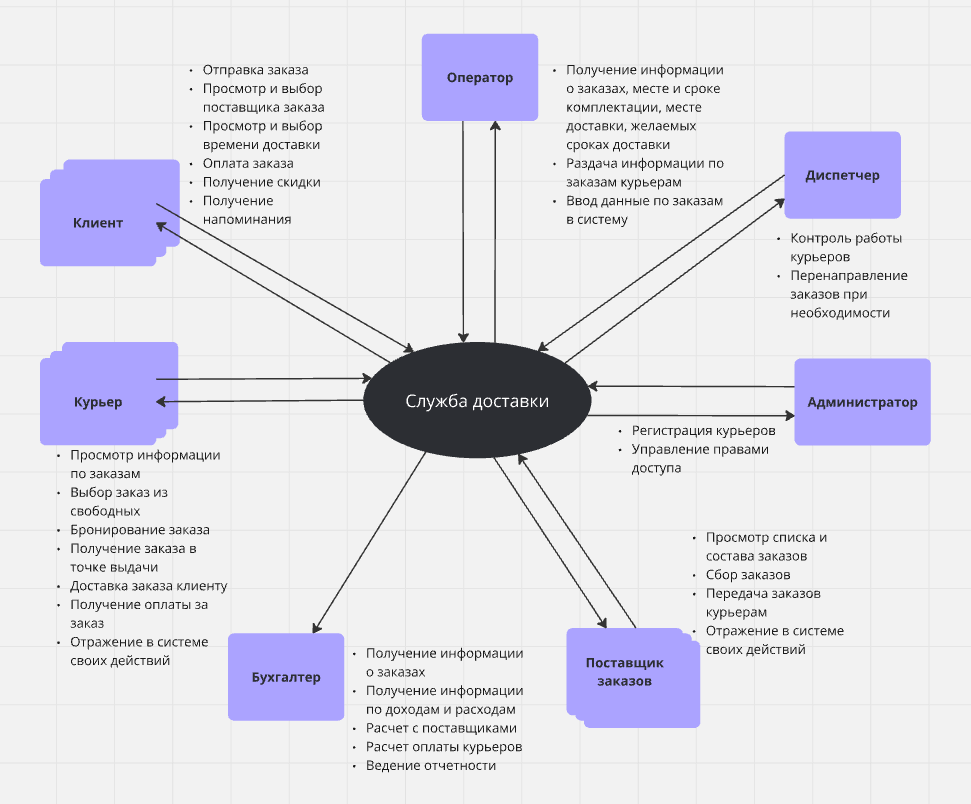 Оператор
• Отправка заказа
• Просмотр и выбор
поставщика заказа
• Просмотр и выбор
времени доставки
• Оплата заказа
• Получение скидки
• Получение
напоминания
• Получение информации
о заказах, месте и сроке
комплектации, месте
доставки, желаемых
сроках доставки
• Раздача информации по
заказам курьерам
• Ввод данные по заказам
в систему
Диспетчер
• Контроль работы
курьеров
• Перенаправление
заказов при
необходимости
Клиент
Курьер
• Просмотр информации
по заказам
• Выбор заказ из
свободных
• Бронирование заказа
• Получение заказа в
точке выдачи
• Доставка заказа клиенту
• Получение оплаты за
заказ
• Отражение в системе
своих действий
Служба доставки
Администратор
• Регистрация курьеров
• Управление правами
доступа
Бухгалтер
• Получение информации
о заказах
• Получение информации
по доходам и расходам
• Расчет с поставщиками
• Расчет оплаты курьеров
• Ведение отчетности
Поставщик
заказов
• Просмотр списка и
состава заказов
• Сбор заказов
• Передача заказов
курьерам
• Отражение в системе
своих действий